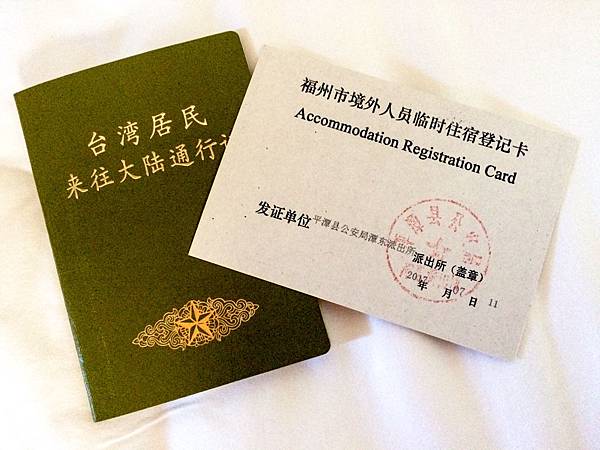 台湾居民
来往大陆通行
福州市境外人员临时住宿登记卡
Accommodation Registration Card
发证单位 平潭县公安局潭东派出所 派出所（盖章）
2017 年 07 月 11 日